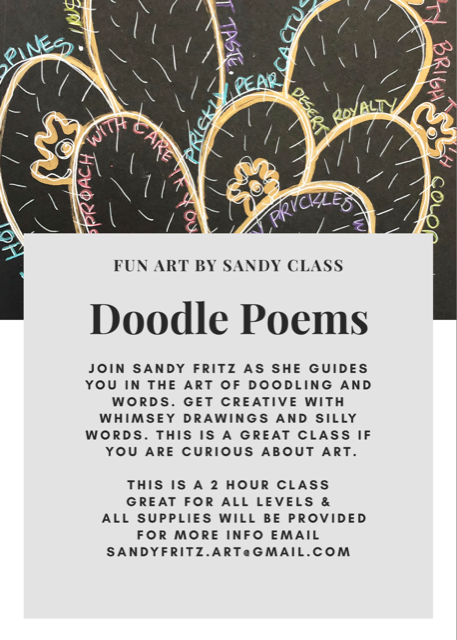 SPINES
T TASTE
PRICKLY PEAR CACTUS
DESERT ROYALTY
BRIGHT
COLOR
WITH CARE
PRICKLED
FUN ART BY SANDY CLASS
Doodle Poems
JOIN SANDY FRITZ AS SHE GUIDES
YOU IN THE ART OF DOODLING AND
WORDS. GET CREATIVE WITH
WHIMSEY DRAWINGS AND SILLY
WORDS. THIS IS A GREAT CLASS IF
YOU ARE CURIOUS ABOUT ART.
THIS IS A 2 HOUR CLASS
GREAT FOR ALL LEVELS &
ALL SUPPLIES WILL BE PROVIDED
FOR MORE INFO EMAIL
SANDYFRITZ.ART@GMAIL.COM